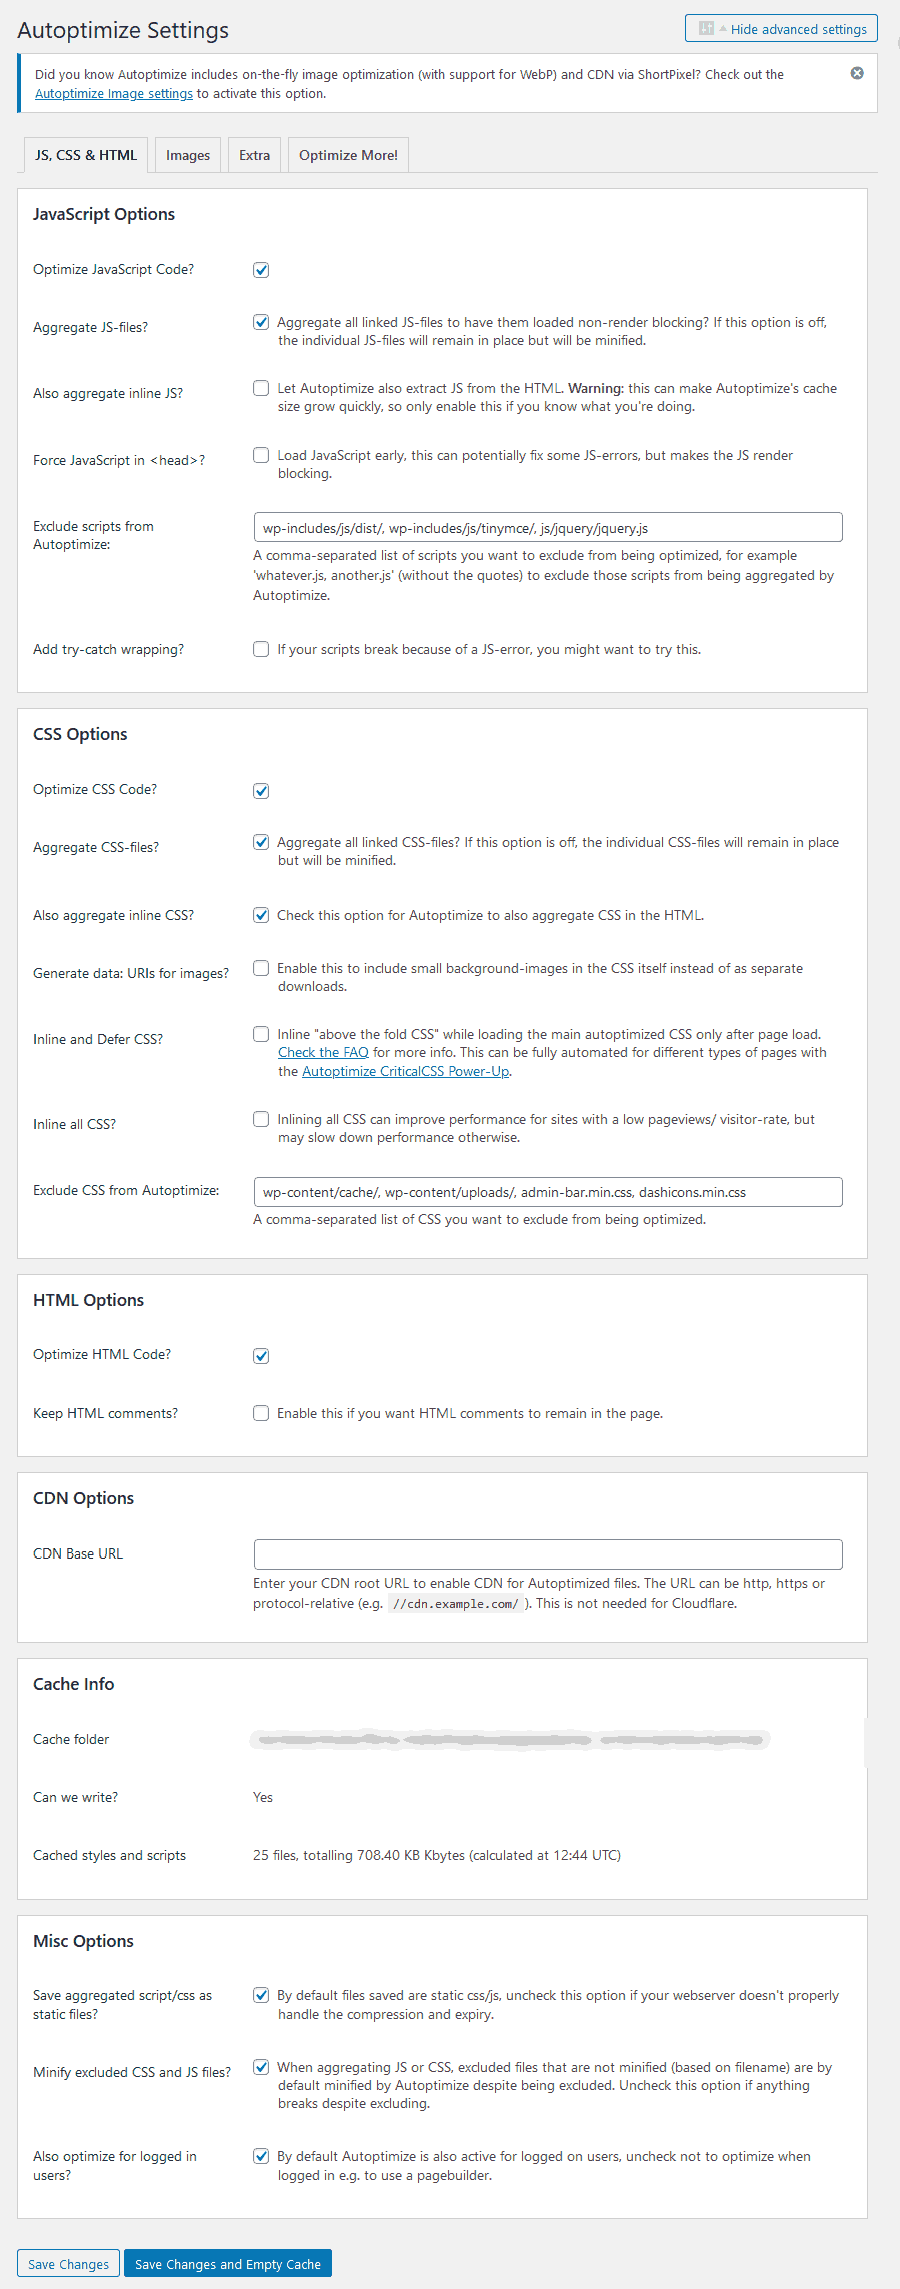 Autoptimize Settings
Hide advanced settings
Did you know Autoptimize includes on-the-fly image optimization (with support for WebP) and CDN via ShortPixel? Check out the
Autoptimize Image settings to activate this option.
JS, CSS & HTML
Images
Extra
Optimize More!
JavaScript Options
Optimize JavaScript Code?
Aggregate JS-files?
Aggregate all linked JS-files to have them loaded non-render blocking? If this option is off,
the individual JS-files will remain in place but will be minified.
Also aggregate inline JS?
Let Autoptimize also extract JS from the HTML. Warning: this can make Autoptimize's cache
size grow quickly, so only enable this if you know what you're doing.
Force JavaScript in <head>?
Load JavaScript early, this can potentially fix some JS-errors, but makes the JS render
blocking.
Exclude scripts from
Autoptimize:
wp-includes/js/dist/, wp-includes/js/tinymce/, js/jquery/jquery.js
A comma-separated list of scripts you want to exclude from being optimized, for example
'whatever.js, another.js' (without the quotes) to exclude those scripts from being aggregated by
Autoptimize.
Add try-catch wrapping?
If your scripts break because of a JS-error, you might want to try this.
CSS Options
Optimize CSS Code?
Aggregate CSS-files?
Aggregate all linked CSS-files? If this option is off, the individual CSS-files will remain in place
but will be minified.
Also aggregate inline CSS?
Check this option for Autoptimize to also aggregate CSS in the HTML.
Generate data: URIs for images?
Enable this to include small background-images in the CSS itself instead of as separate
downloads.
Inline and Defer CSS?
Inline "above the fold CSS" while loading the main autoptimized CSS only after page load.
Check the FAQ for more info. This can be fully automated for different types of pages with
the Autoptimize CriticalCSS Power-Up.
Inline all CSS?
Inlining all CSS can improve performance for sites with a low pageviews/ visitor-rate, but
may slow down performance otherwise.
Exclude CSS from Autoptimize:
wp-content/cache/, wp-content/uploads/, admin-bar.min.css, dashicons.min.css
A comma-separated list of CSS you want to exclude from being optimized.
HTML Options
Optimize HTML Code?
Keep HTML comments?
Enable this if you want HTML comments to remain in the page.
CDN Options
CDN Base URL
Enter your CDN root URL to enable CDN for Autoptimized files. The URL can be http, https or
protocol-relative (e.g. //cdn.example.com/ ). This is not needed for Cloudflare.
Cache Info
Cache folder
Can we write?
Yes
Cached styles and scripts
25 files, totalling 708.40 KB Kbytes (calculated at 12:44 UTC)
Misc Options
Save aggregated script/css as
static files?
By default files saved are static css/js, uncheck this option if your webserver doesn't properly
handle the compression and expiry.
Minify excluded CSS and JS files?
When aggregating JS or CSS, excluded files that are not minified (based on filename) are by
default minified by Autoptimize despite being excluded. Uncheck this option if anything
breaks despite excluding.
Also optimize for logged in
users?
By default Autoptimize is also active for logged on users, uncheck not to optimize when
logged in e.g. to use a pagebuilder.
Save Changes
Save Changes and Empty Cache